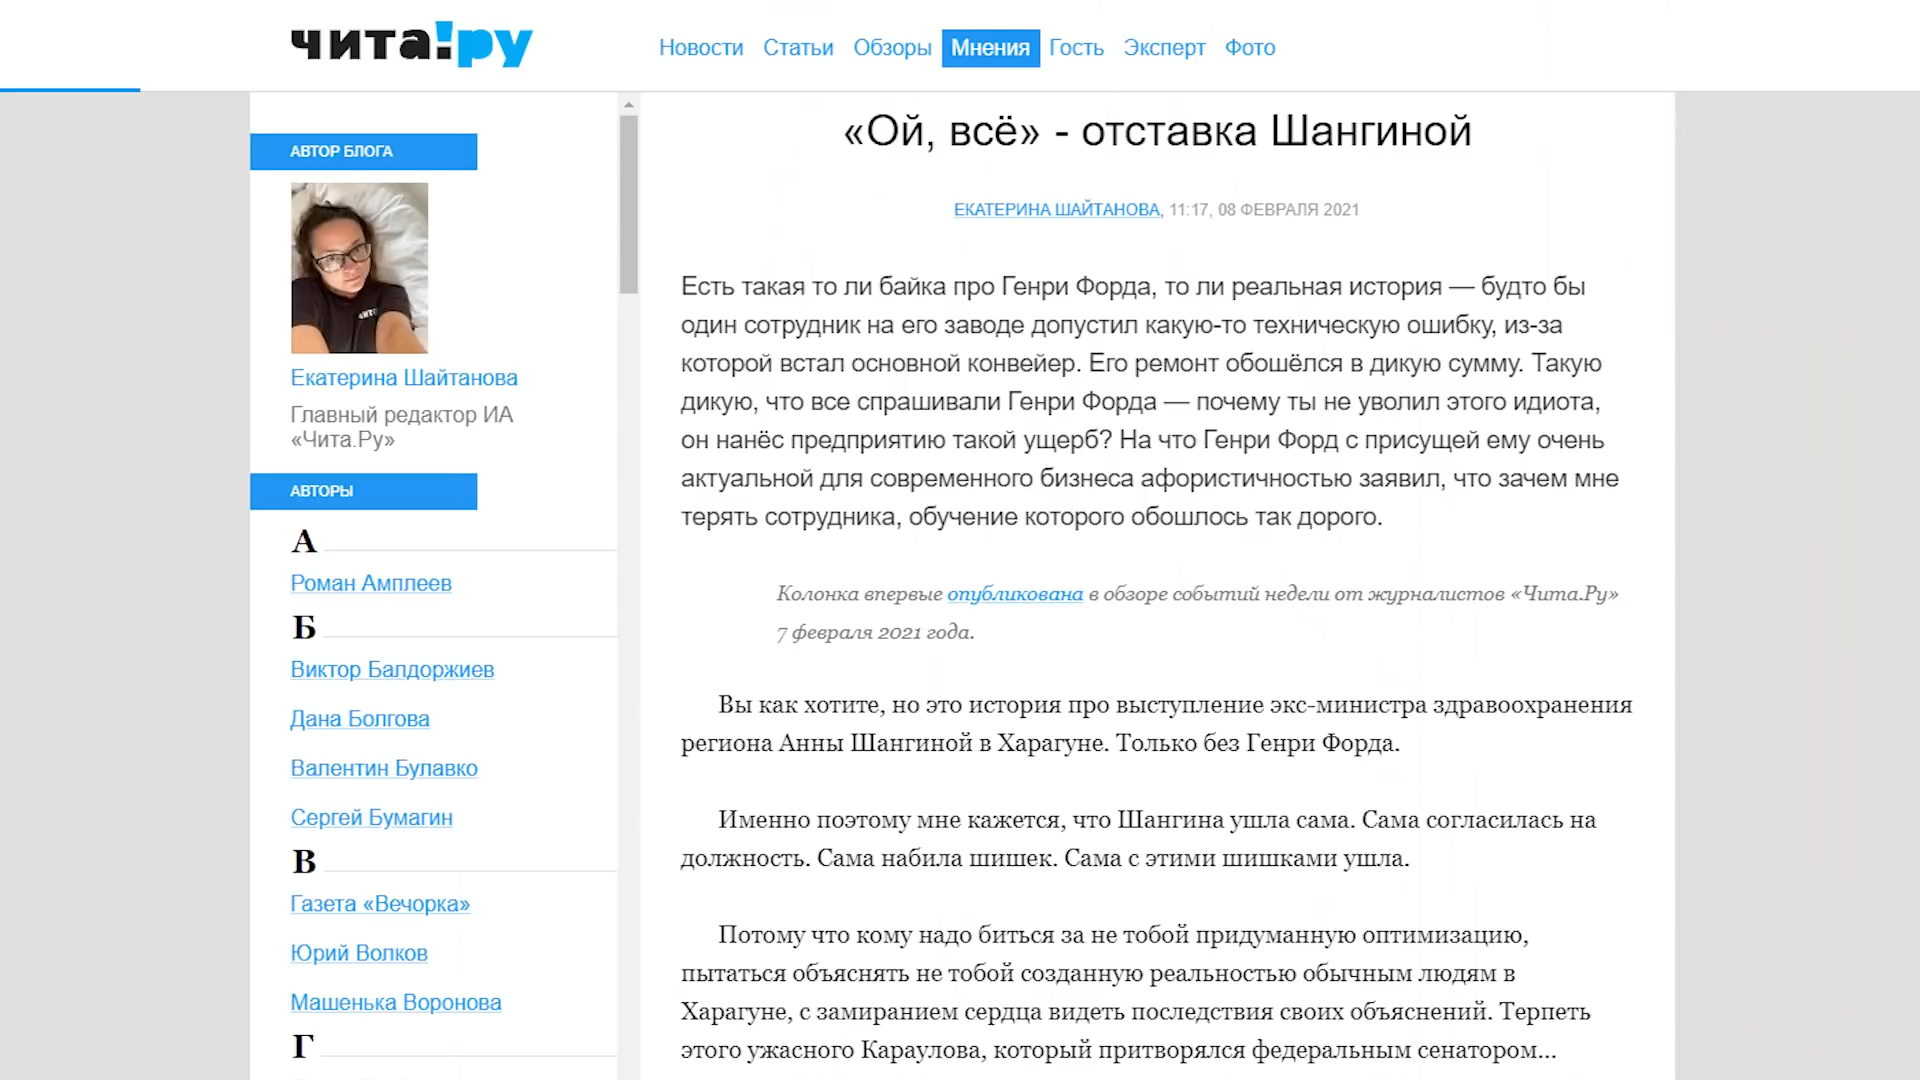 чита!ру
Новости Статьи Обзоры Мнения Гость Эксперт Фото
АВТОР БЛОГА
Екатерина Шайтанова
Главный редактор ИА
«Чита.Ру»
АВТОРЫ
А
Роман Амплеев
Б
Виктор Балдоржиев
Дана Болгова
Валентин Булавко
Сергей Бумагин
В
Газета «Вечорка»
Юрий Волков
Машенька Воронова
Г
«Ой, всё» - отставка Шангиной
ЕКАТЕРИНА ШАЙТАНОВА, 11:17, 08 ФЕВРАЛЯ 2021
Есть такая то ли байка про Генри Форда, то ли реальная история — будто бы
один сотрудник на его заводе допустил какую-то техническую ошибку, из-за
которой встал основной конвейер. Его ремонт обошёлся в дикую сумму. Такую
дикую, что все спрашивали Генри Форда — почему ты не уволил этого идиота,
он нанёс предприятию такой ущерб? На что Генри Форд с присущей ему очень
актуальной для современного бизнеса афористичностью заявил, что зачем мне
терять сотрудника, обучение которого обошлось так дорого.
Колонка впервые опубликована в обзоре событий недели от журналистов «Чита.Ру»
7 февраля 2021 года.
Вы как хотите, но это история про выступление экс-министра здравоохранения
региона Анны Шангиной в Харагуне. Только без Генри Форда.
Именно поэтому мне кажется, что Шангина ушла сама. Сама согласилась на
должность. Сама набила шишек. Сама с этими шишками ушла.
Потому что кому надо биться за не тобой придуманную оптимизацию,
пытаться объяснять не тобой созданную реальностью обычным людям в
Харагуне, с замиранием сердца видеть последствия своих объяснений. Терпеть
этого ужасного Караулова, который притворялся федеральным сенатором...